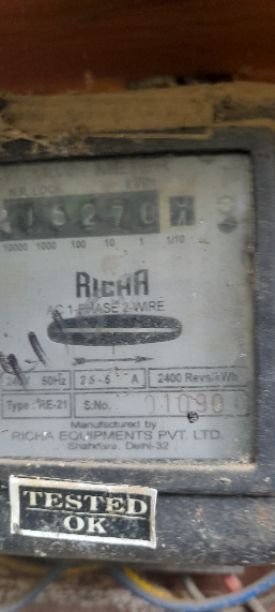 KWH
10000 1000 100 10 1 1/10
RICHA
AC 1-PHASE 2-WIRE
240V 50Hz 2.5-5 A 2400 Revs/kWh
Type : RE-21 S.No. 01090
Manufactured by
RICHA EQUIPMENTS PVT. LTD.
Shahdara, Delhi-32
TESTED
OK